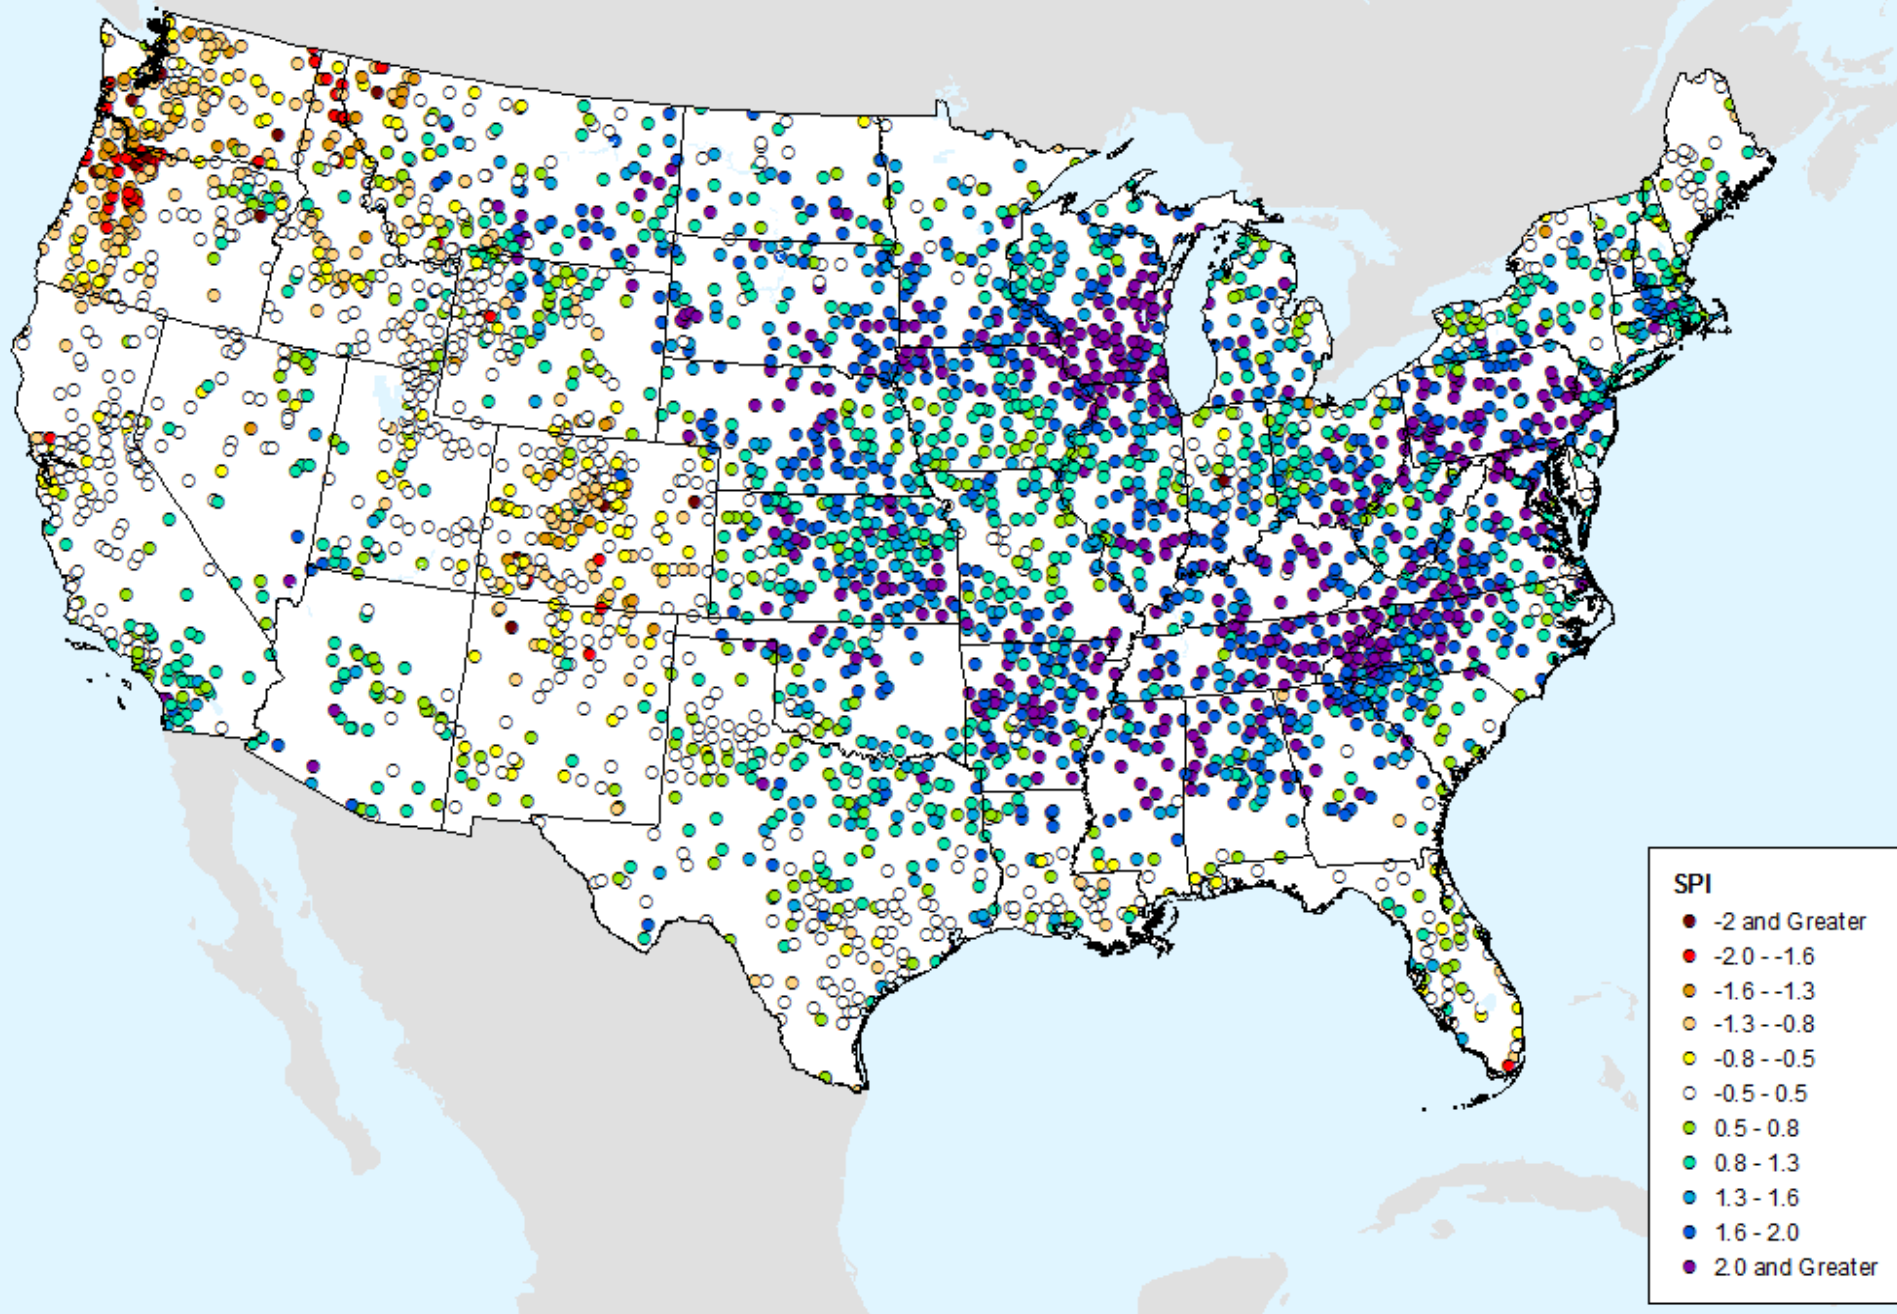 SPI
-2 and Greater
-2.0 - -1.6
-1.6 - -1.3
-1.3 - -0.8
-0.8 - -0.5
-0.5 - 0.5
0.5 - 0.8
0.8 - 1.3
1.3 - 1.6
1.6 - 2.0
2.0 and Greater